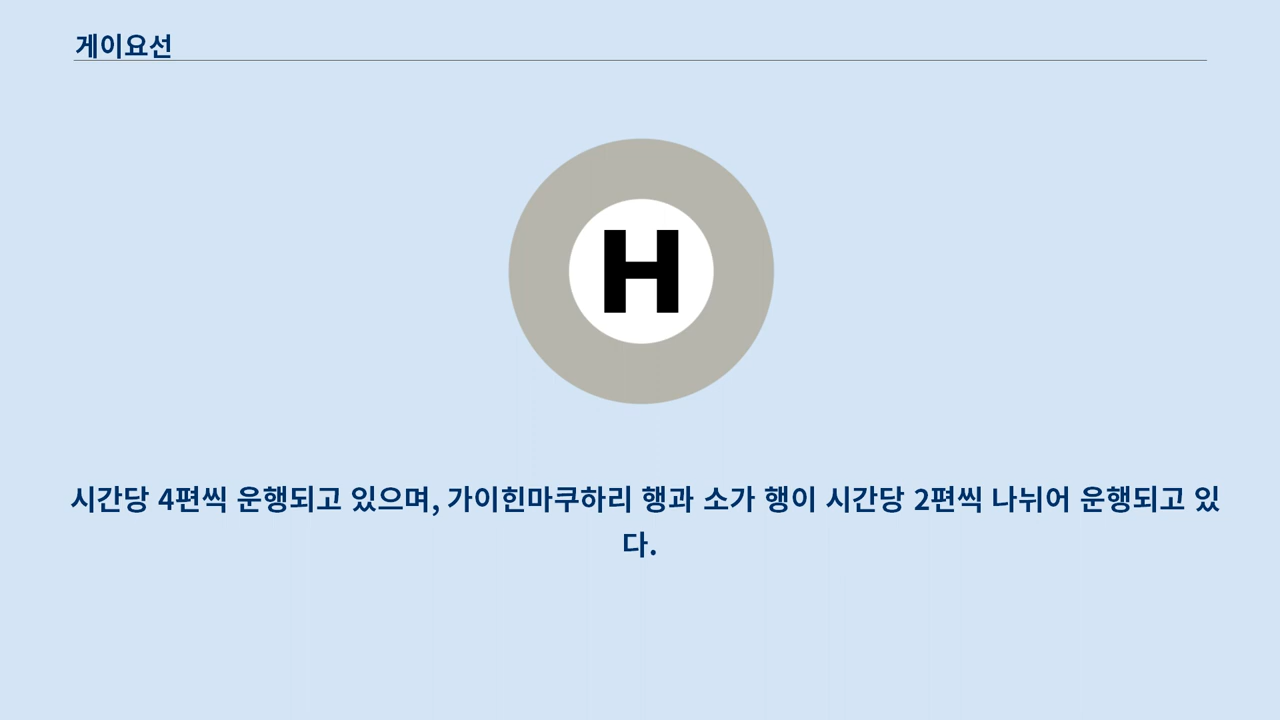 게이요선
H
시간당 4편씩 운행되고 있으며, 가이힌마쿠하리 행과 소가 행이 시간당 2편씩 나뉘어 운행되고 있
다.